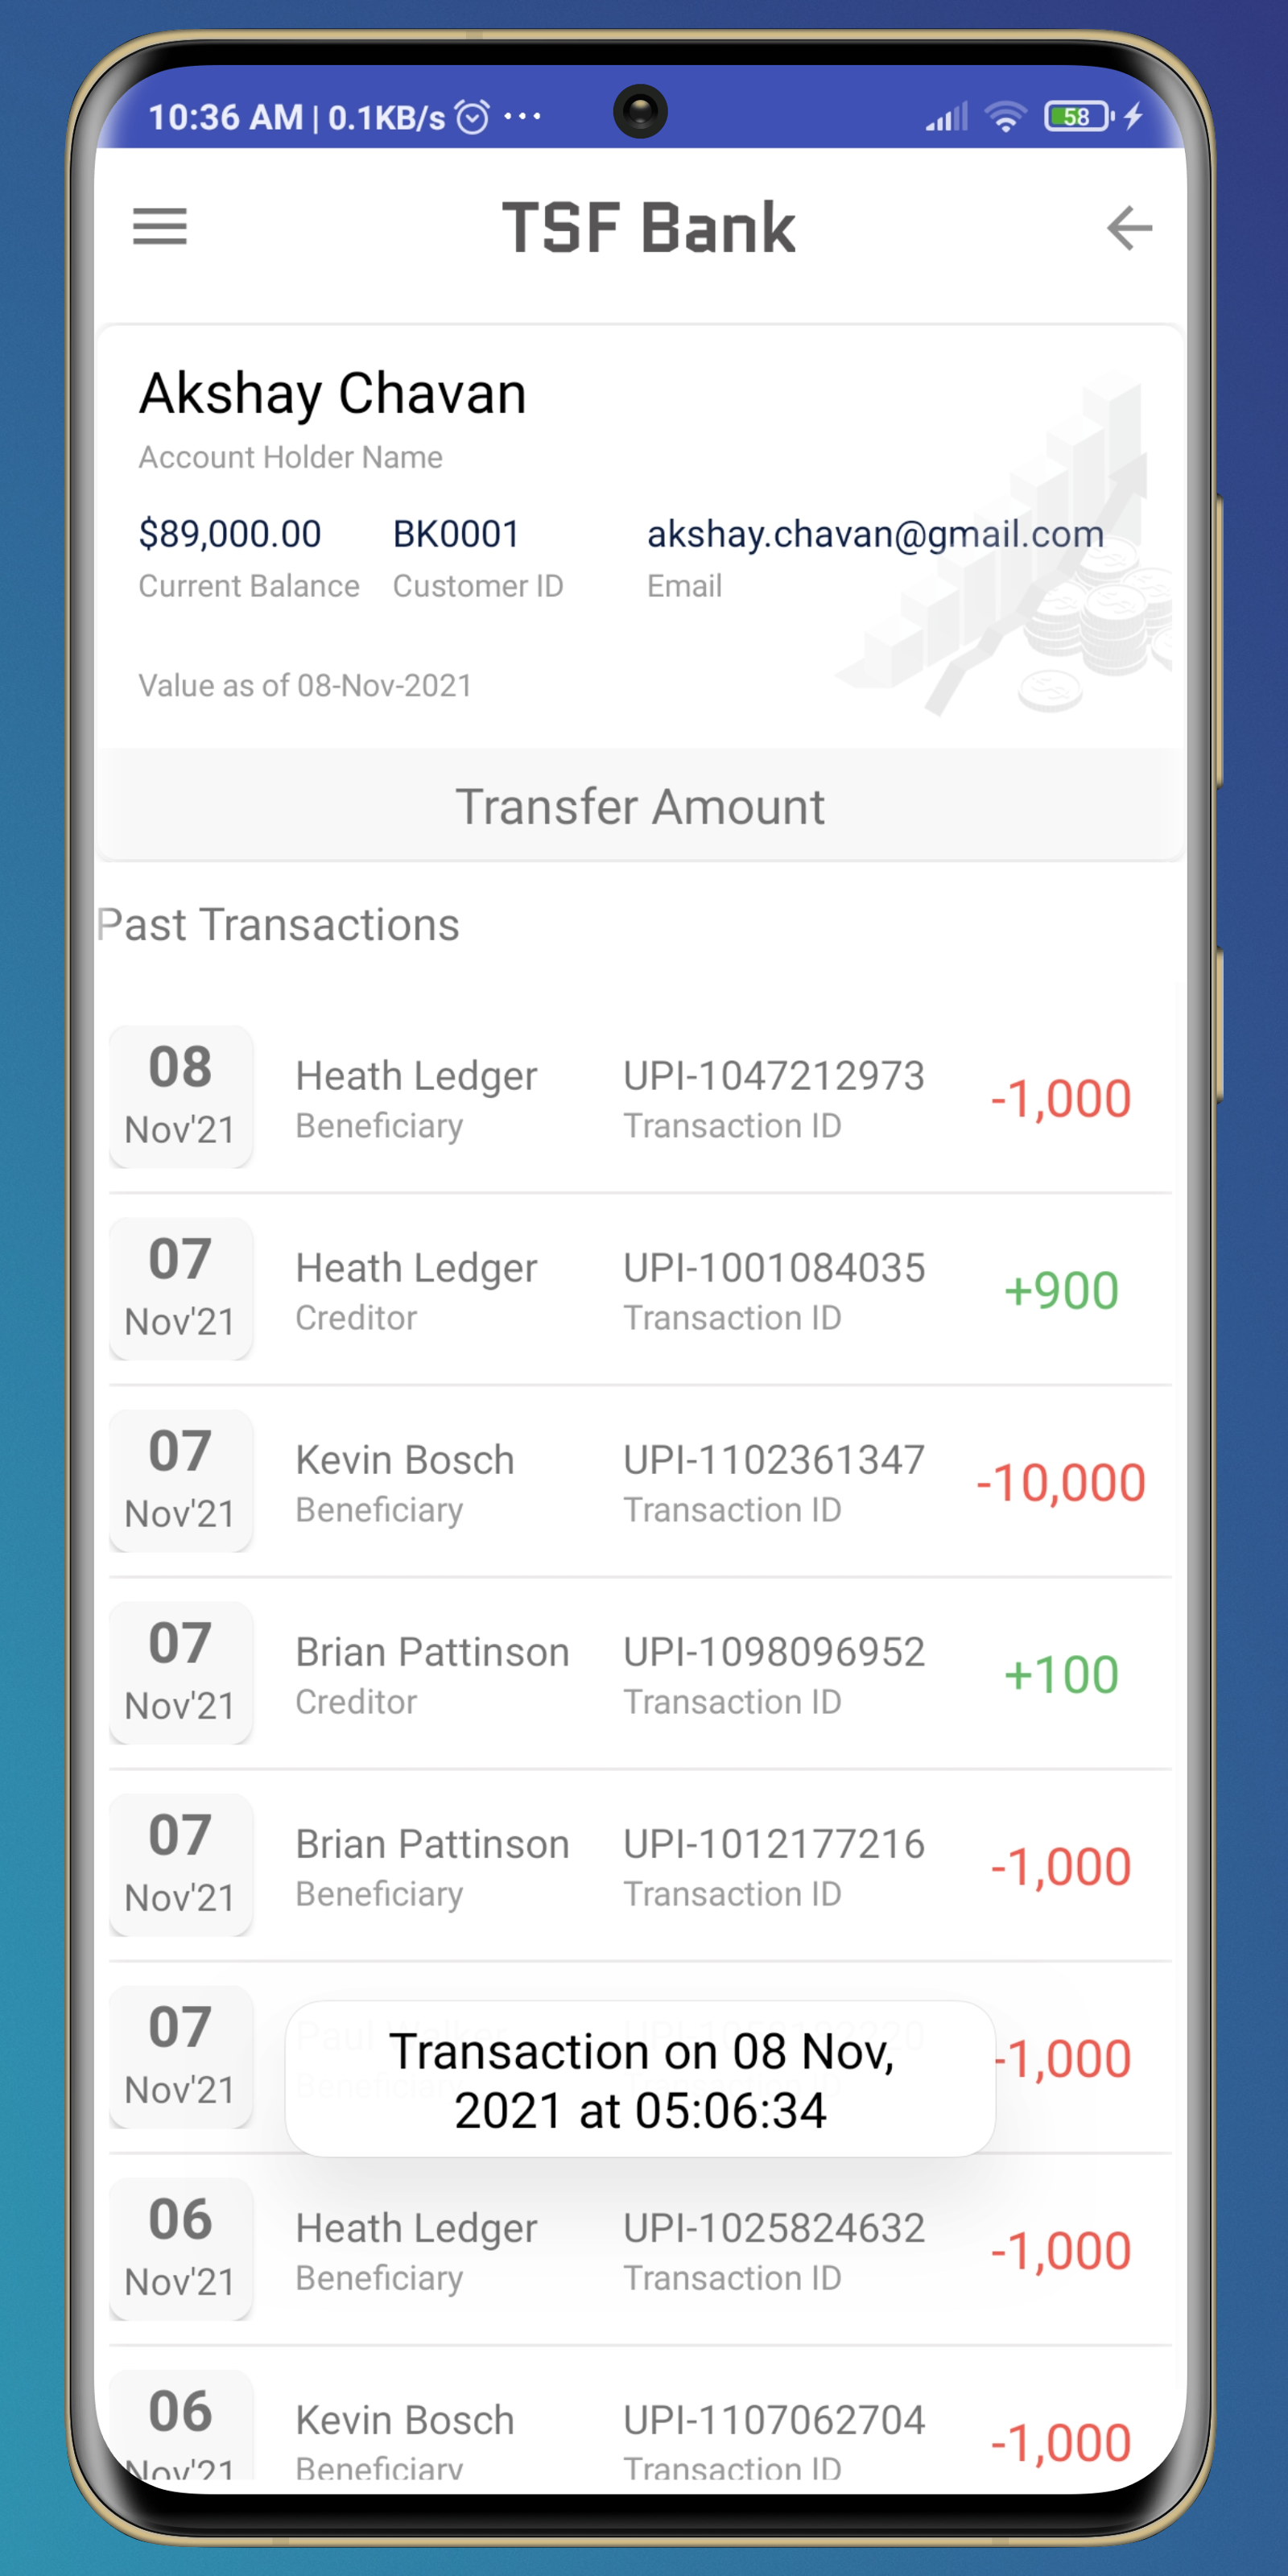 10:36 AM | 0.1KB/s ... 58
TSF Bank
Akshay Chavan
Account Holder Name
$89,000.00 BK0001 akshay.chavan@gmail.com
Current Balance Customer ID Email
Value as of 08-Nov-2021
Transfer Amount
Past Transactions
08 Nov'21
Heath Ledger UPI-1047212973 -1,000
Beneficiary Transaction ID
07 Nov'21
Heath Ledger UPI-1001084035 +900
Creditor Transaction ID
07 Nov'21
Kevin Bosch UPI-1102361347 -10,000
Beneficiary Transaction ID
07 Nov'21
Brian Pattinson UPI-1098096952 +100
Creditor Transaction ID
07 Nov'21
Brian Pattinson UPI-1012177216 -1,000
Beneficiary Transaction ID
07 Nov'21
Paul Walker -1,000
Beneficiary Transaction ID
Transaction on 08 Nov,
2021 at 05:06:34
06 Nov'21
Heath Ledger UPI-1025824632 -1,000
Beneficiary Transaction ID
06 Nov'21
Kevin Bosch UPI-1107062704 -1,000
Beneficiary Transaction ID